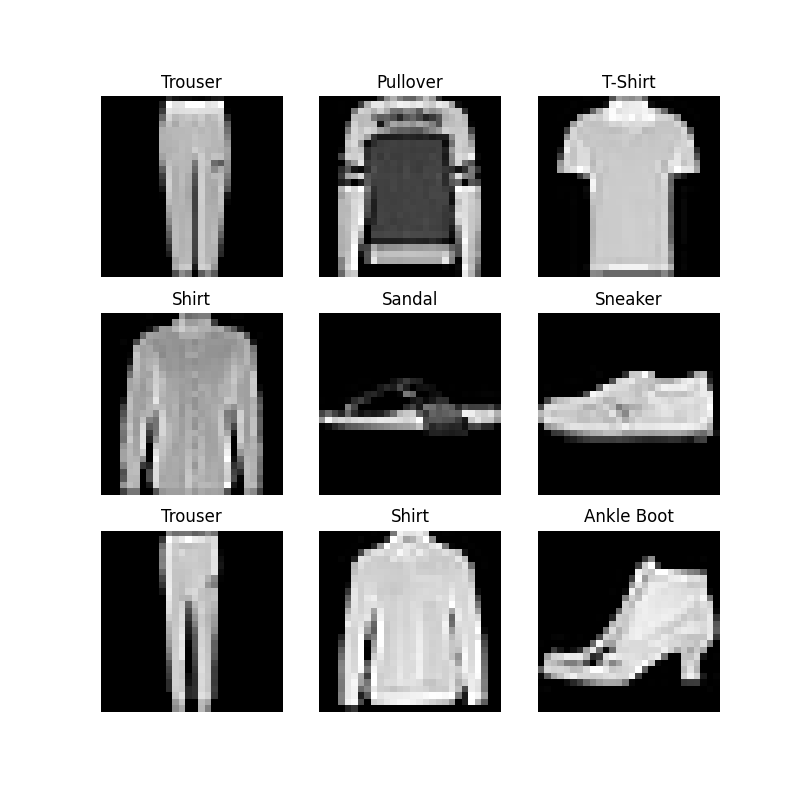 Trouser
Pullover
T-Shirt
Shirt
Sandal
Sneaker
Trouser
Shirt
Ankle Boot